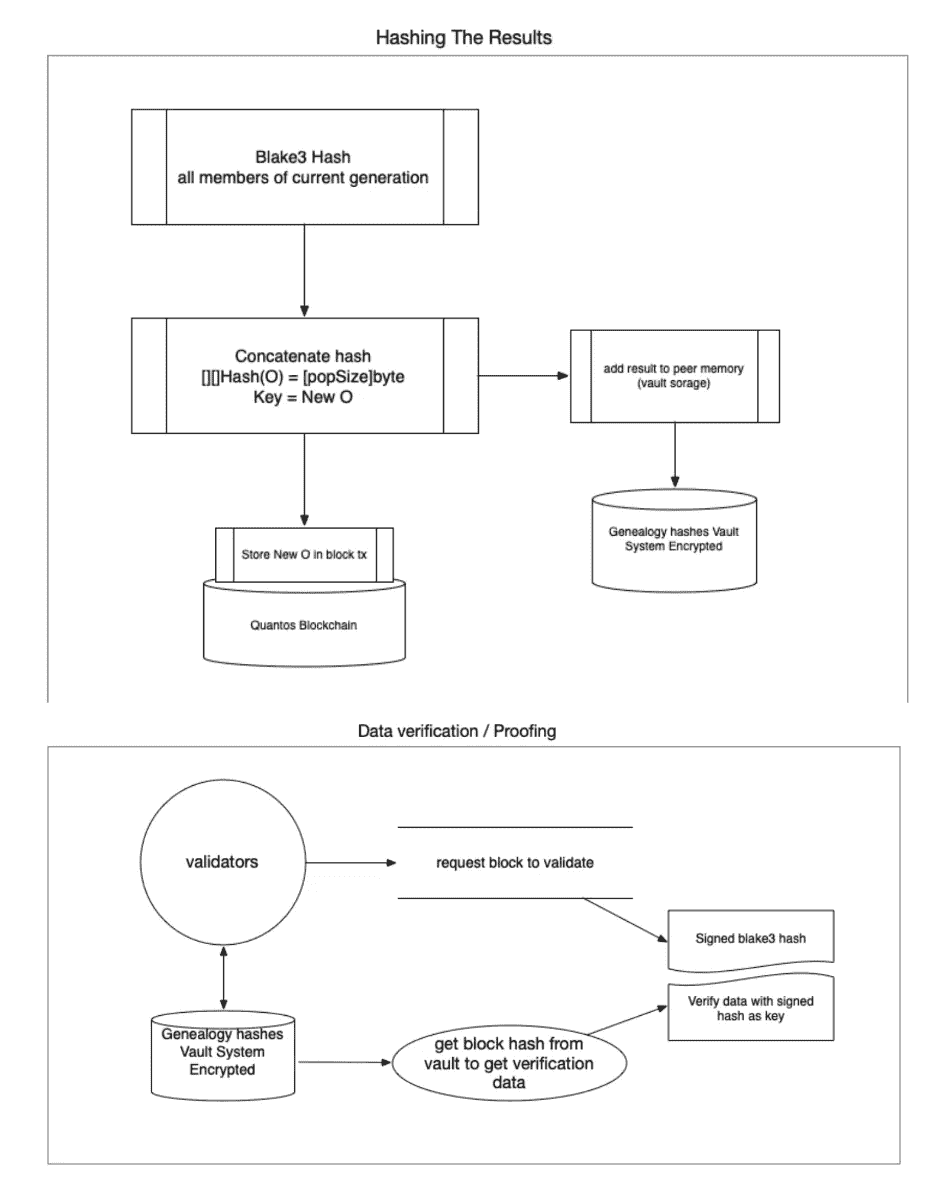 Hashing The Results
Blake3 Hash
all members of current generation
Concatenate hash
[][]Hash(O) = [popSize]byte
Key = New O
add result to peer memory
(vault sorage)
Store New O in block tx
Quantos Blockchain
Genealogy hashes Vault
System Encrypted
Data verification / Proofing
validators
request block to validate
Signed blake3 hash
Verify data with signed
hash as key
Genealogy hashes
Vault System
Encrypted
get block hash from
vault to get verification
data